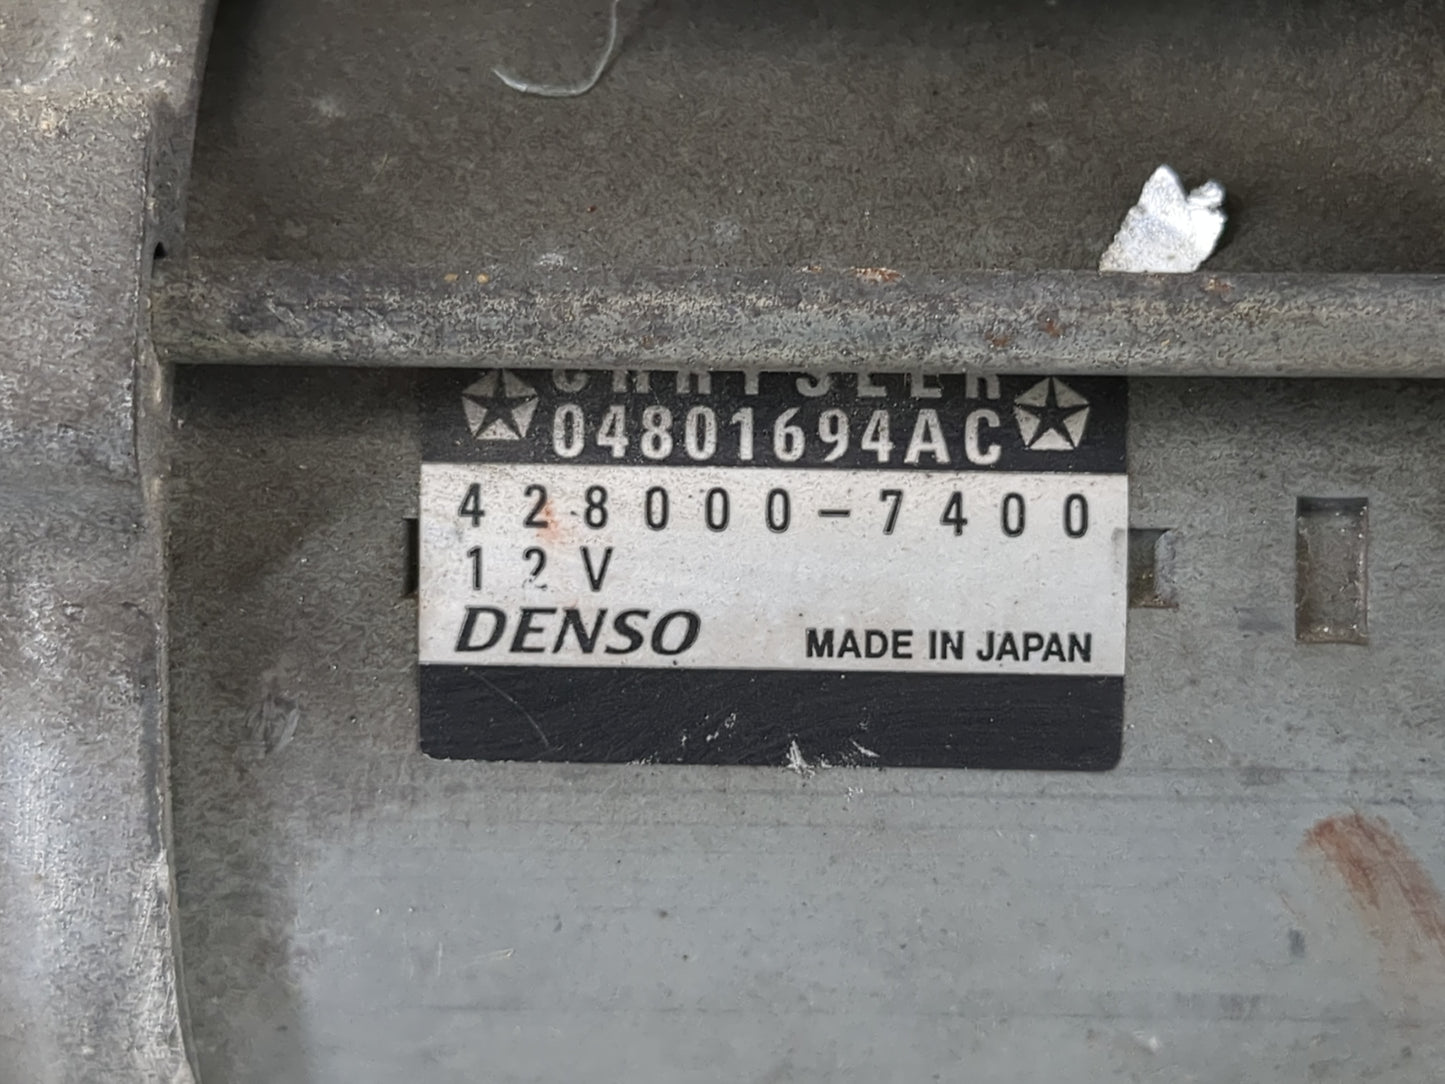 CHRYSLER
04801694AC
428000-7400
12V
DENSO
MADE IN JAPAN